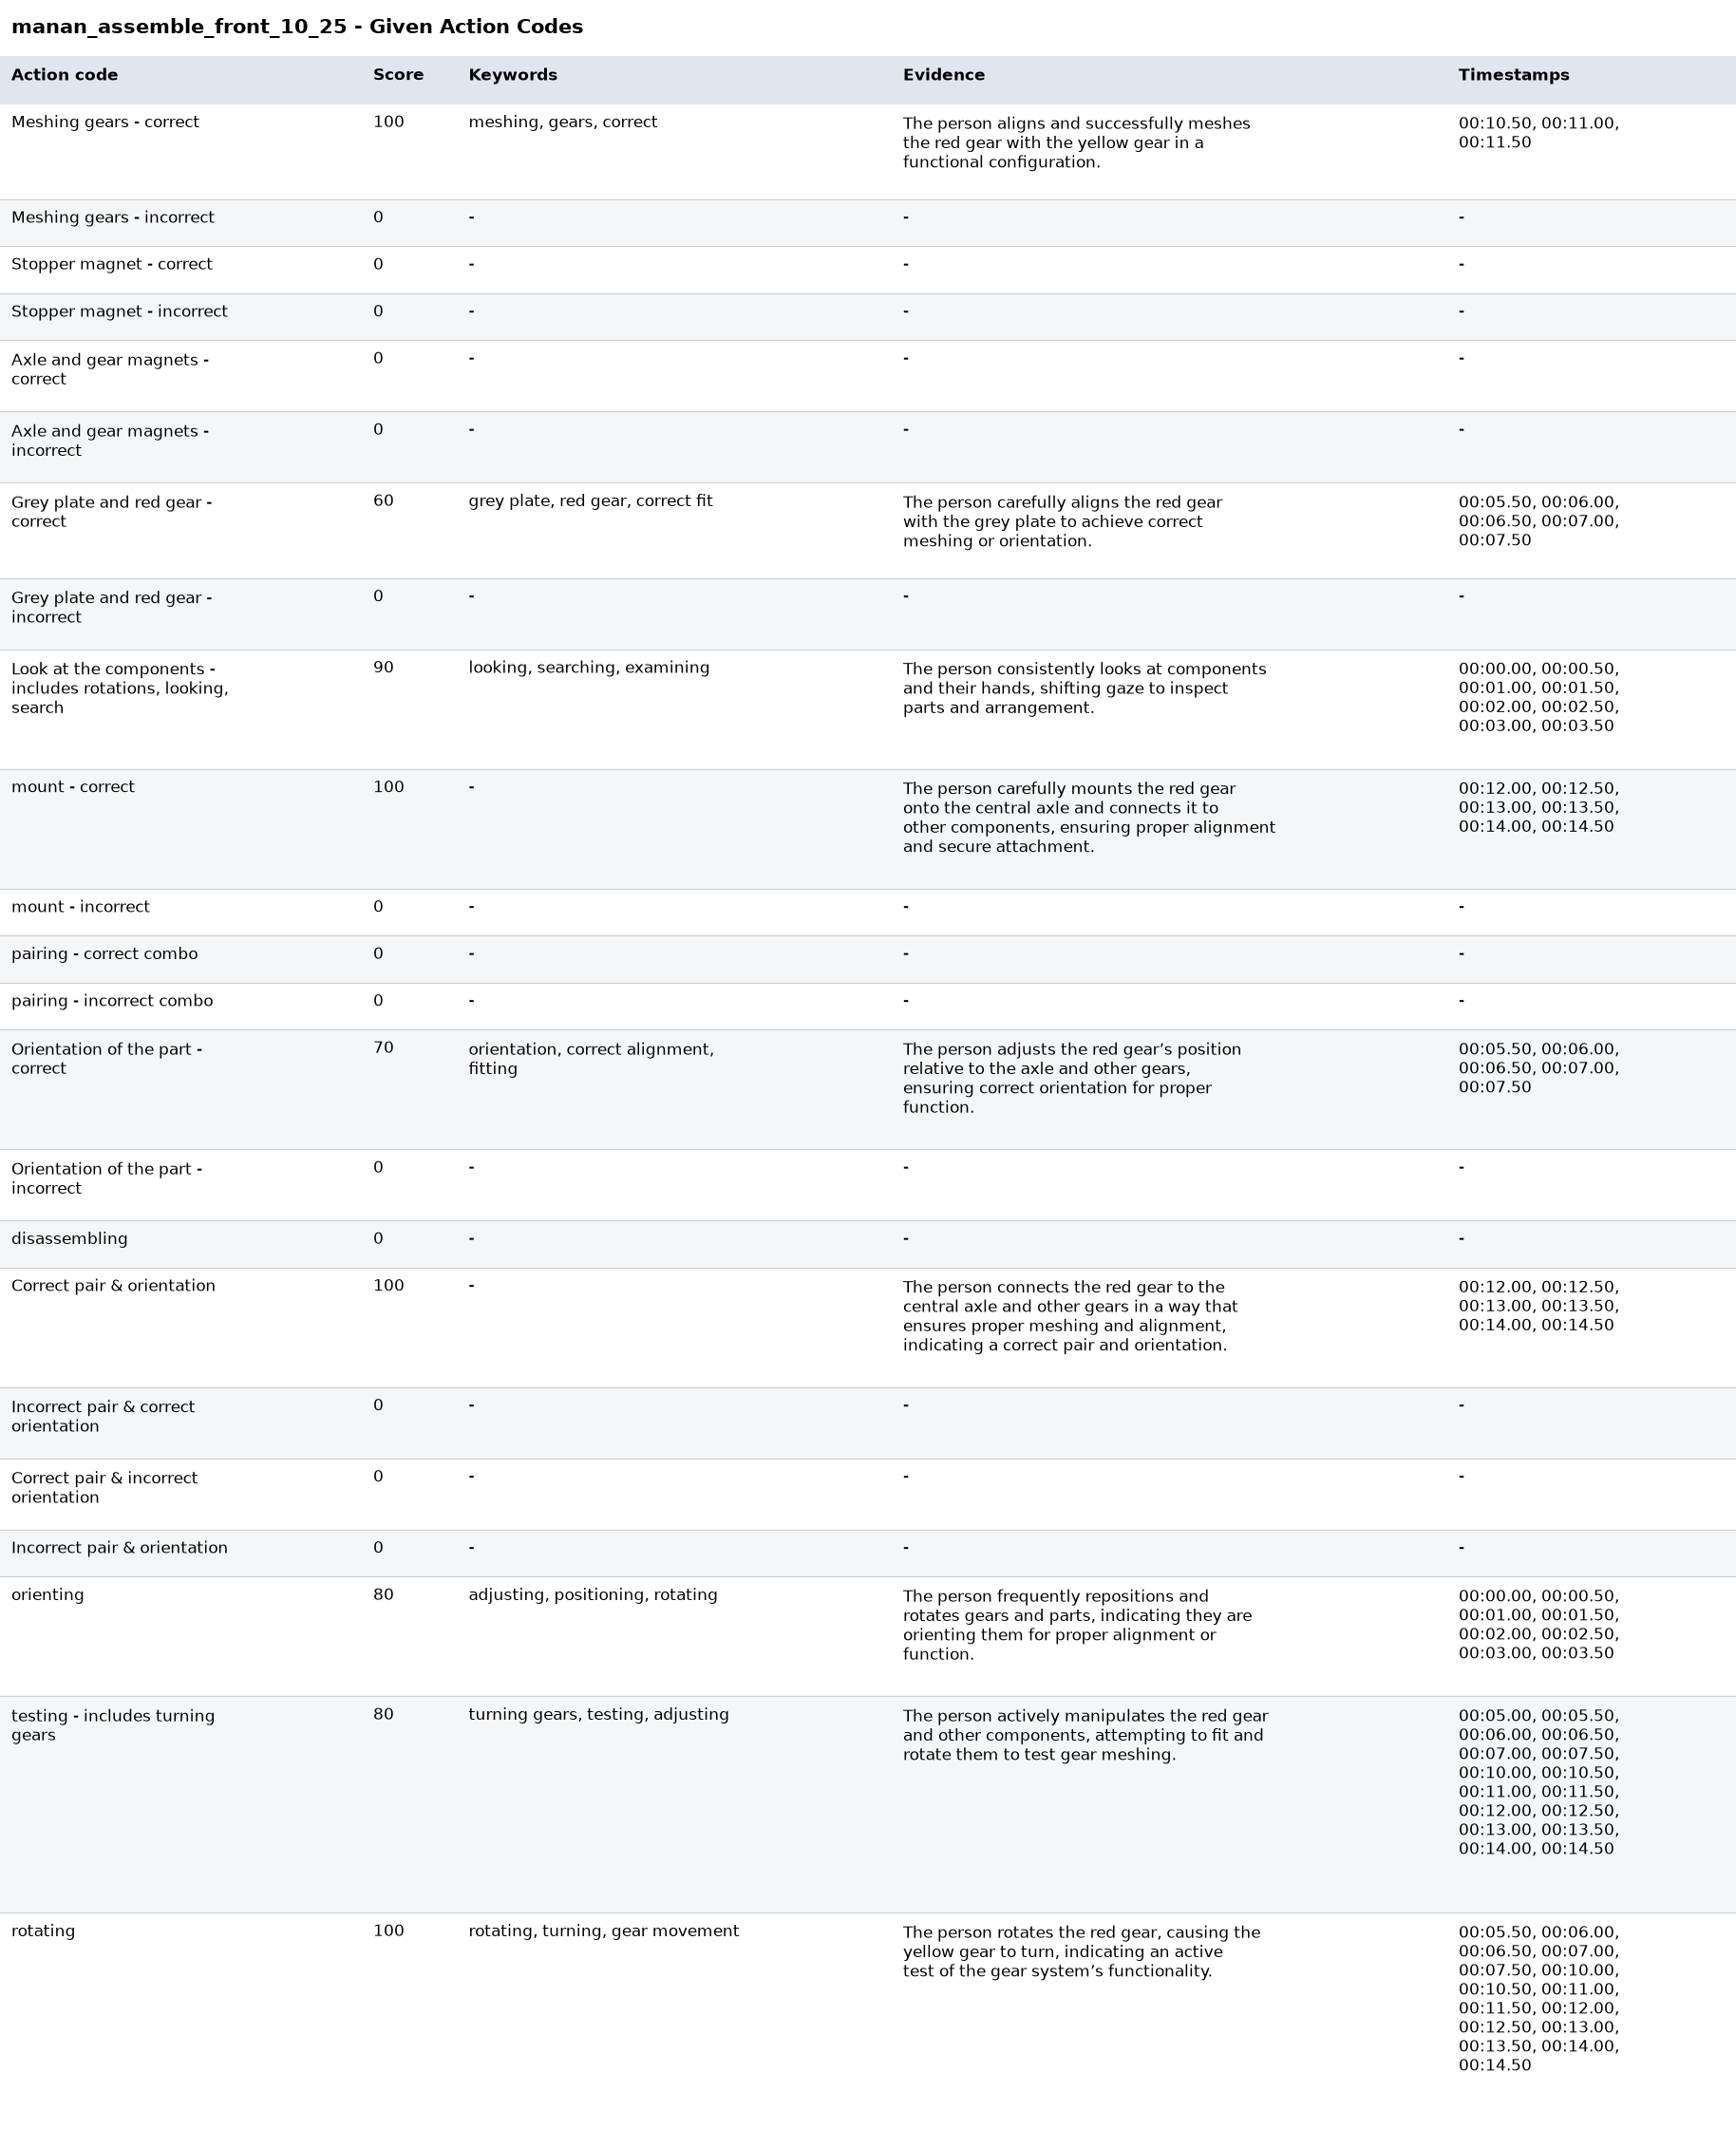 manan_assemble_front_10_25 - Given Action Codes
Action code Score Keywords Evidence Timestamps
Meshing gears - correct 100 meshing, gears, correct The person aligns and successfully meshes 00:10.50, 00:11.00,
the red gear with the yellow gear in a 00:11.50
functional configuration.
Meshing gears - incorrect 0 - - -
Stopper magnet - correct 0 - - -
Stopper magnet - incorrect 0 - - -
Axle and gear magnets - 0 - - -
correct
Axle and gear magnets - 0 - - -
incorrect
Grey plate and red gear - 60 grey plate, red gear, correct fit The person carefully aligns the red gear 00:05.50, 00:06.00,
correct with the grey plate to achieve correct 00:06.50, 00:07.00,
meshing or orientation. 00:07.50
Grey plate and red gear - 0 - - -
incorrect
Look at the components - 90 looking, searching, examining The person consistently looks at components 00:00.00, 00:00.50,
includes rotations, looking, and their hands, shifting gaze to inspect 00:01.00, 00:01.50,
search parts and arrangement. 00:02.00, 00:02.50,
00:03.00, 00:03.50
mount - correct 100 - The person carefully mounts the red gear 00:12.00, 00:12.50,
onto the central axle and connects it to 00:13.00, 00:13.50,
other components, ensuring proper alignment 00:14.00, 00:14.50
and secure attachment.
mount - incorrect 0 - - -
pairing - correct combo 0 - - -
pairing - incorrect combo 0 - - -
Orientation of the part - 70 orientation, correct alignment, The person adjusts the red gear’s position 00:05.50, 00:06.00,
correct fitting relative to the axle and other gears, 00:06.50, 00:07.00,
ensuring correct orientation for proper 00:07.50
function.
Orientation of the part - 0 - - -
incorrect
disassembling 0 - - -
Correct pair & orientation 100 - The person connects the red gear to the 00:12.00, 00:12.50,
central axle and other gears in a way that 00:13.00, 00:13.50,
ensures proper meshing and alignment, 00:14.00, 00:14.50
indicating a correct pair and orientation.
Incorrect pair & correct 0 - - -
orientation
Correct pair & incorrect 0 - - -
orientation
Incorrect pair & orientation 0 - - -
orienting 80 adjusting, positioning, rotating The person frequently repositions and 00:00.00, 00:00.50,
rotates gears and parts, indicating they are 00:01.00, 00:01.50,
orienting them for proper alignment or 00:02.00, 00:02.50,
function. 00:03.00, 00:03.50
testing - includes turning 80 turning gears, testing, adjusting The person actively manipulates the red gear 00:05.00, 00:05.50,
gears and other components, attempting to fit and 00:06.00, 00:06.50,
rotate them to test gear meshing. 00:07.00, 00:07.50,
00:10.00, 00:10.50,
00:11.00, 00:11.50,
00:12.00, 00:12.50,
00:13.00, 00:13.50,
00:14.00, 00:14.50
rotating 100 rotating, turning, gear movement The person rotates the red gear, causing the 00:05.50, 00:06.00,
yellow gear to turn, indicating an active 00:06.50, 00:07.00,
test of the gear system’s functionality. 00:07.50, 00:10.00,
00:10.50, 00:11.00,
00:11.50, 00:12.00,
00:12.50, 00:13.00,
00:13.50, 00:14.00,
00:14.50